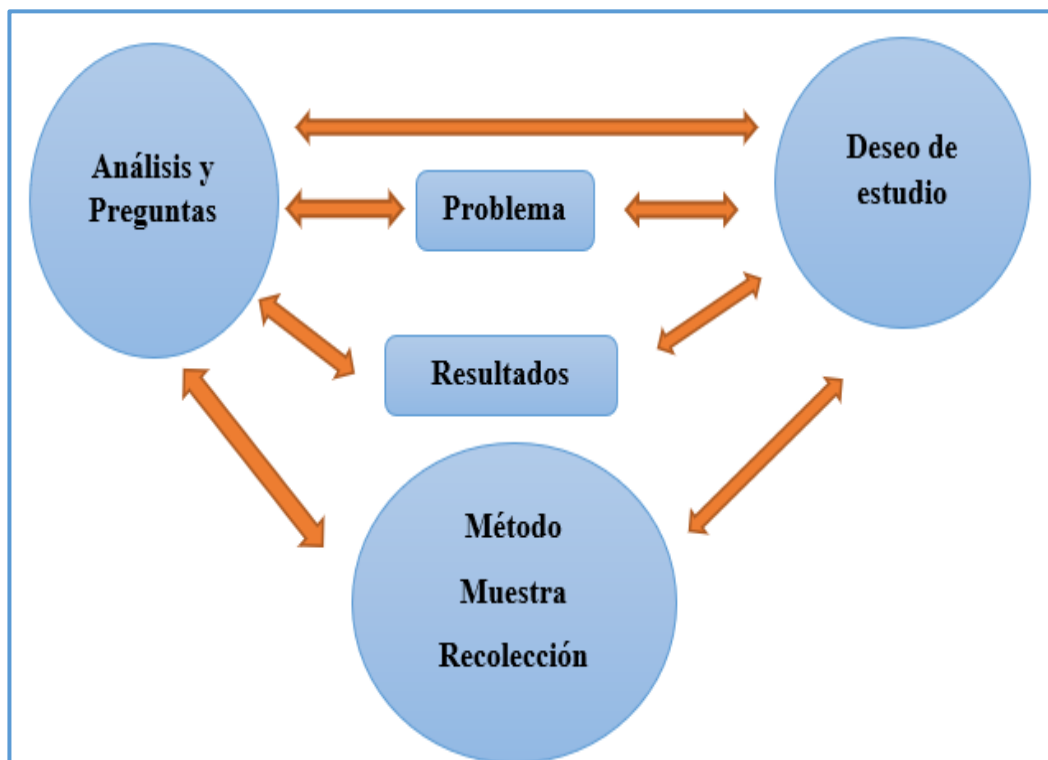 Análisis y
Preguntas
Problema
Deseo de
estudio
Resultados
Método
Muestra
Recolección